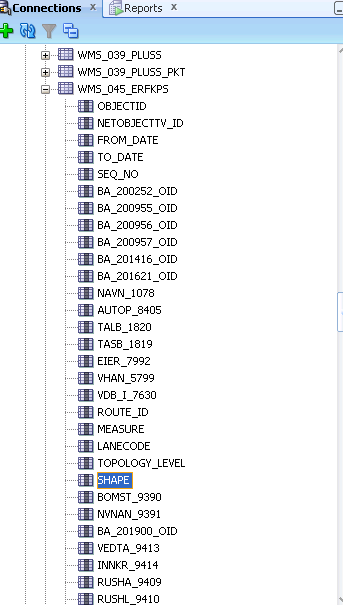 Connections x Reports x
WMS_039_PLUSS
WMS_039_PLUSS_PKT
WMS_045_ERFKPS
OBJECTID
NETOBJECTTV_ID
FROM_DATE
TO_DATE
SEQ_NO
BA_200252_OID
BA_200955_OID
BA_200956_OID
BA_200957_OID
BA_201416_OID
BA_201621_OID
NAVN_1078
AUTOP_8405
TALB_1820
TASB_1819
EIER_7992
VHAN_5799
VDB_I_7630
ROUTE_ID
MEASURE
LANECODE
TOPOLOGY_LEVEL
SHAPE
BOMST_9390
NVNAN_9391
BA_201900_OID
VEDTA_9413
INNKR_9414
RUSHA_9409
RUSHL_9410